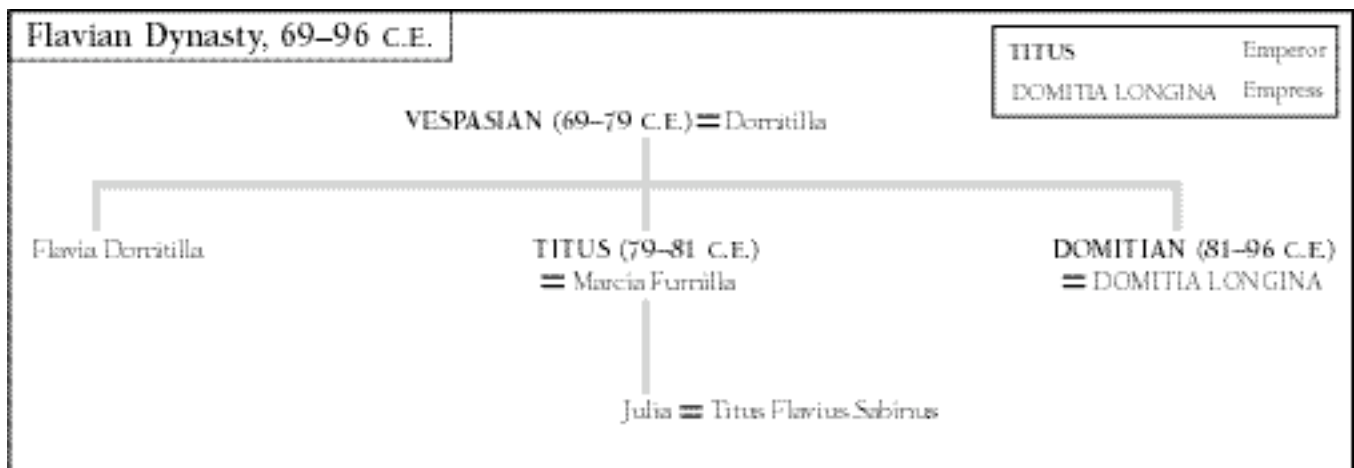 Flavian Dynasty, 69–96 C.E.
TITUS Emperor
DOMITIA LONGINA Empress
VESPASIAN (69–79 C.E.) = Domitilla
Flavia Domitilla
TITUS (79–81 C.E.)
= Marcia Furnilla
DOMITIAN (81–96 C.E.)
= DOMITIA LONGINA
Julia = Titus Flavius Sabinus